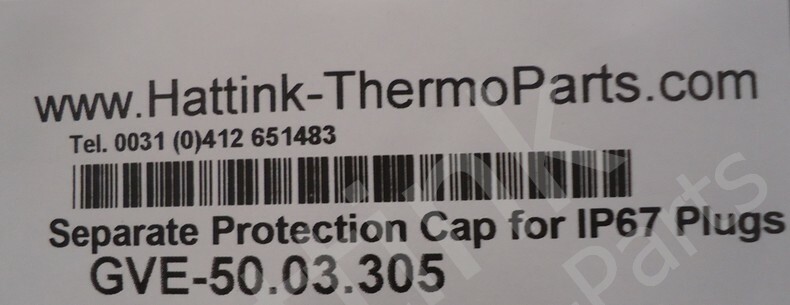 www.Hattink-ThermoParts.com
Tel. 0031 (0)412 651483
Separate Protection Cap for IP67 Plugs
GVE-50.03.305